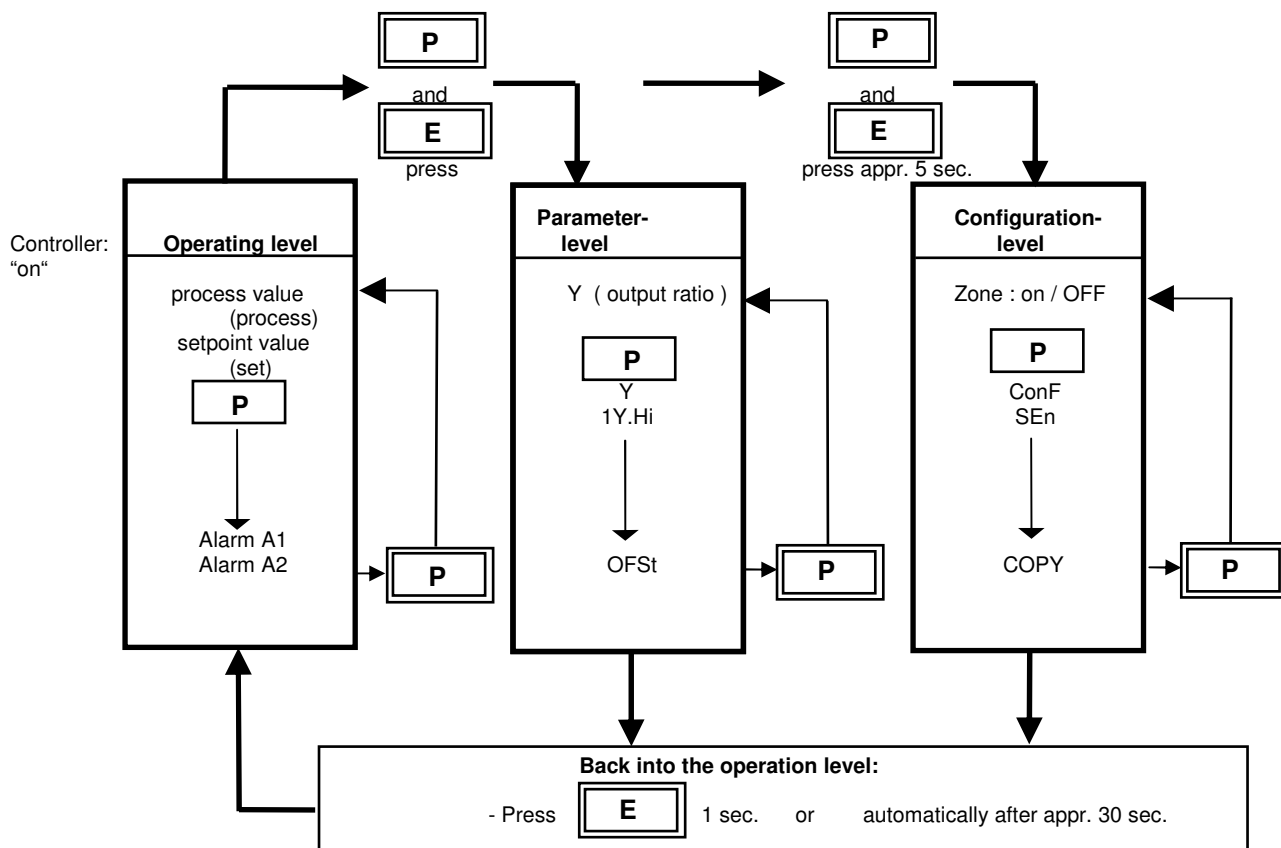 P
and
E
press
P
and
E
press appr. 5 sec.
Controller:
"on“
Operating level
process value
(process)
setpoint value
(set)
P
Alarm A1
Alarm A2
P
Parameter-
level
Y ( output ratio )
P
Y
1Y.Hi
OFSt
P
Configuration-
level
Zone : on / OFF
P
ConF
SEn
COPY
P
Back into the operation level:
- Press E 1 sec. or automatically after appr. 30 sec.